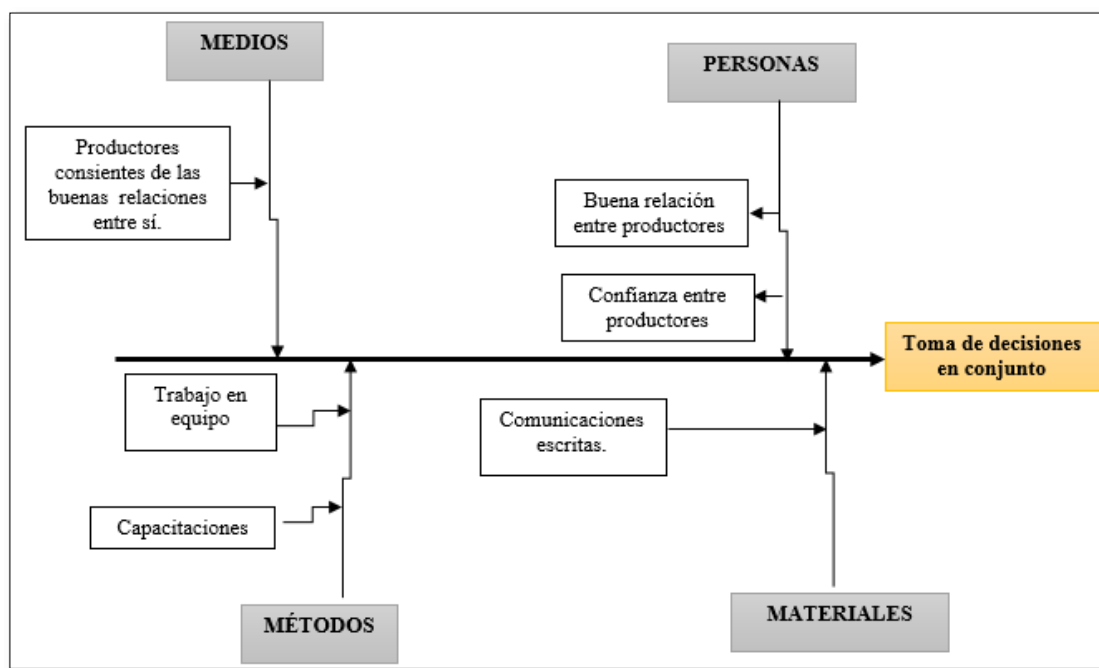 MEDIOS
PERSONAS
Productores
consientes de las
buenas relaciones
entre sí.
Buena relación
entre productores
Confianza entre
productores
Toma de decisiones
en conjunto
Trabajo en
equipo
Comunicaciones
escritas.
Capacitaciones
MÉTODOS
MATERIALES